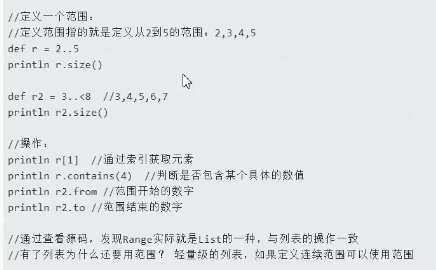 //定义一个范围：
//定义范围指的就是定义从2到5的范围：2,3,4,5
def r = 2..5
println r.size()
def r2 = 3..<8  //3,4,5,6,7
println r2.size()
//操作：
println r[1]  //通过索引获取元素
println r.contains(4)  //判断是否包含某个具体的数值
println r2.from //范围开始的数字
println r2.to //范围结束的数字
//通过查看源码，发现Range实际就是List的一种，与列表的操作一致
//有了列表为什么还要用范围？ 轻量级的列表，如果定义连续范围可以使用范围